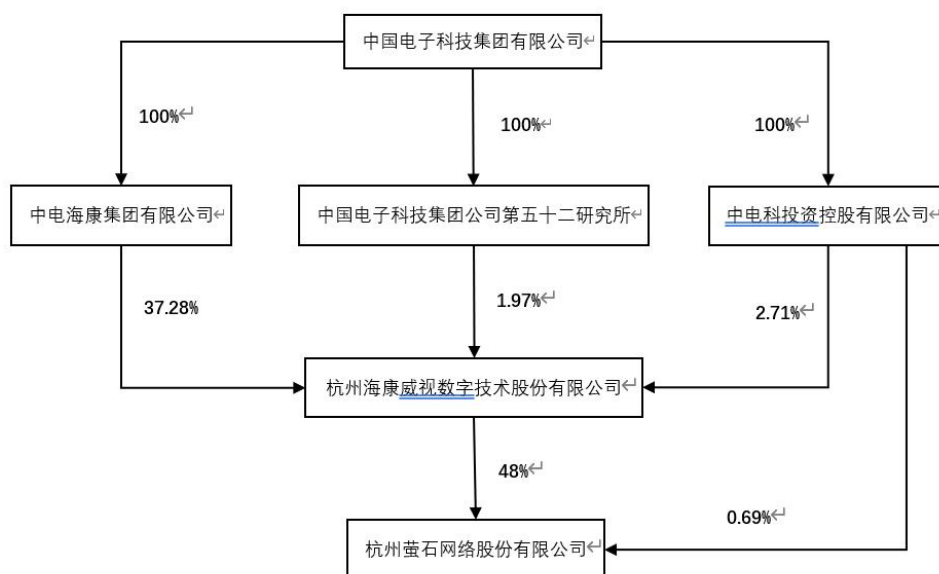 中国电子科技集团有限公司
100%
100%
100%
中电海康集团有限公司
中国电子科技集团公司第五十二研究所
中电科投资控股有限公司
37.28%
1.97%
2.71%
杭州海康威视数字技术股份有限公司
48%
0.69%
杭州萤石网络股份有限公司